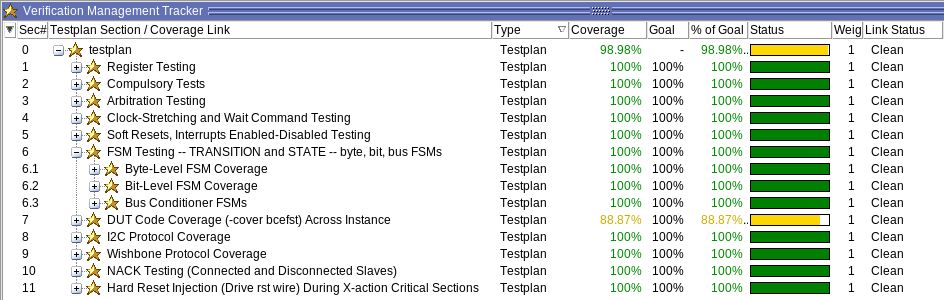 Verification Management Tracker
Sec# Testplan Section / Coverage Link Type Coverage Goal % of Goal Status Weig Link Status
0 testplan Testplan 98.98% - 98.98%.. 1 Clean
1 Register Testing Testplan 100% 100% 100% 1 Clean
2 Compulsory Tests Testplan 100% 100% 100% 1 Clean
3 Arbitration Testing Testplan 100% 100% 100% 1 Clean
4 Clock-Stretching and Wait Command Testing Testplan 100% 100% 100% 1 Clean
5 Soft Resets, Interrupts Enabled-Disabled Testing Testplan 100% 100% 100% 1 Clean
6 FSM Testing -- TRANSITION and STATE -- byte, bit, bus FSMs Testplan 100% 100% 100% 1 Clean
6.1 Byte-Level FSM Coverage Testplan 100% 100% 100% 1 Clean
6.2 Bit-Level FSM Coverage Testplan 100% 100% 100% 1 Clean
6.3 Bus Conditioner FSMs Testplan 100% 100% 100% 1 Clean
7 DUT Code Coverage (-cover bcefst) Across Instance Testplan 88.87% 100% 88.87%.. 1 Clean
8 I2C Protocol Coverage Testplan 100% 100% 100% 1 Clean
9 Wishbone Protocol Coverage Testplan 100% 100% 100% 1 Clean
10 NACK Testing (Connected and Disconnected Slaves) Testplan 100% 100% 100% 1 Clean
11 Hard Reset Injection (Drive rst wire) During X-action Critical Sections Testplan 100% 100% 100% 1 Clean